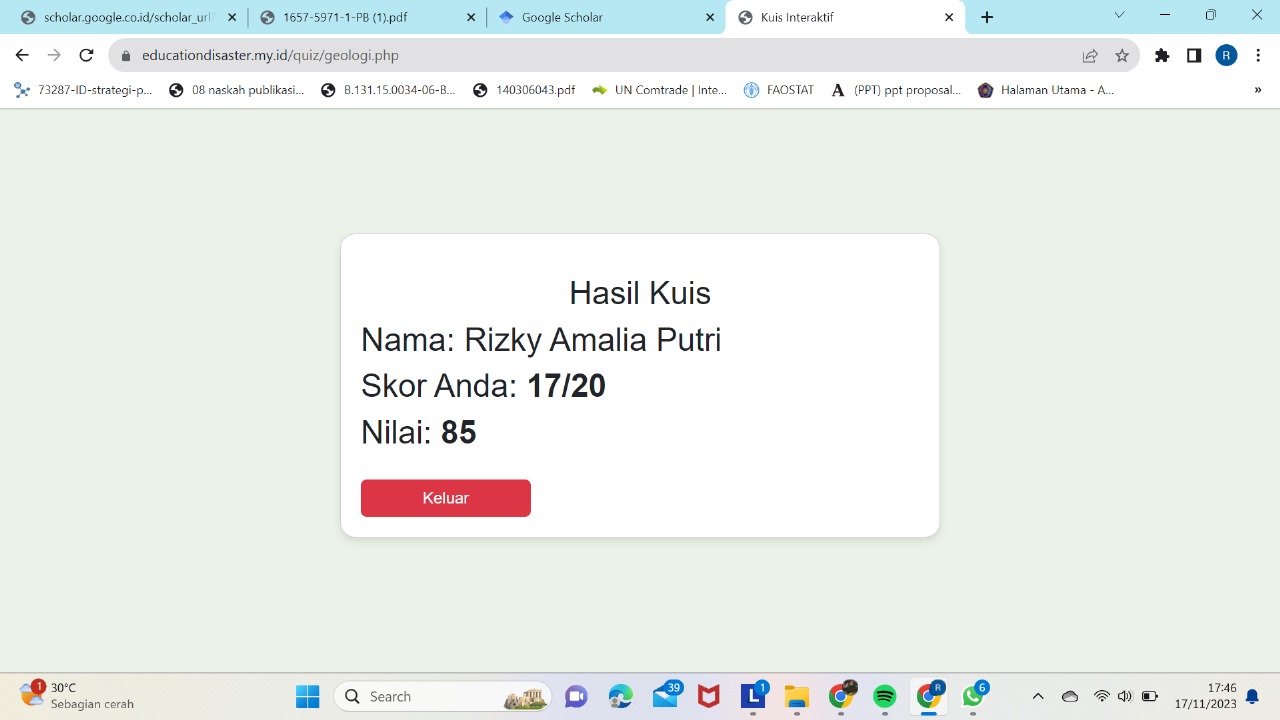 scholar.google.co.id/scholar_url?
1657-5971-1-PB (1).pdf
Google Scholar
Kuis Interaktif
educationdisaster.my.id/quiz/geologi.php
R
73287-ID-strategi-p...
08 naskah publikasi...
B.131.15.0034-06-B...
140306043.pdf
UN Comtrade | Inte...
FAOSTAT
(PPT) ppt proposal...
Halaman Utama - A...
»
Hasil Kuis
Nama: Rizky Amalia Putri
Skor Anda: 17/20
Nilai: 85
Keluar
1
30°C
Sebagian cerah
Search
39
1
R
6
17:46
17/11/2023